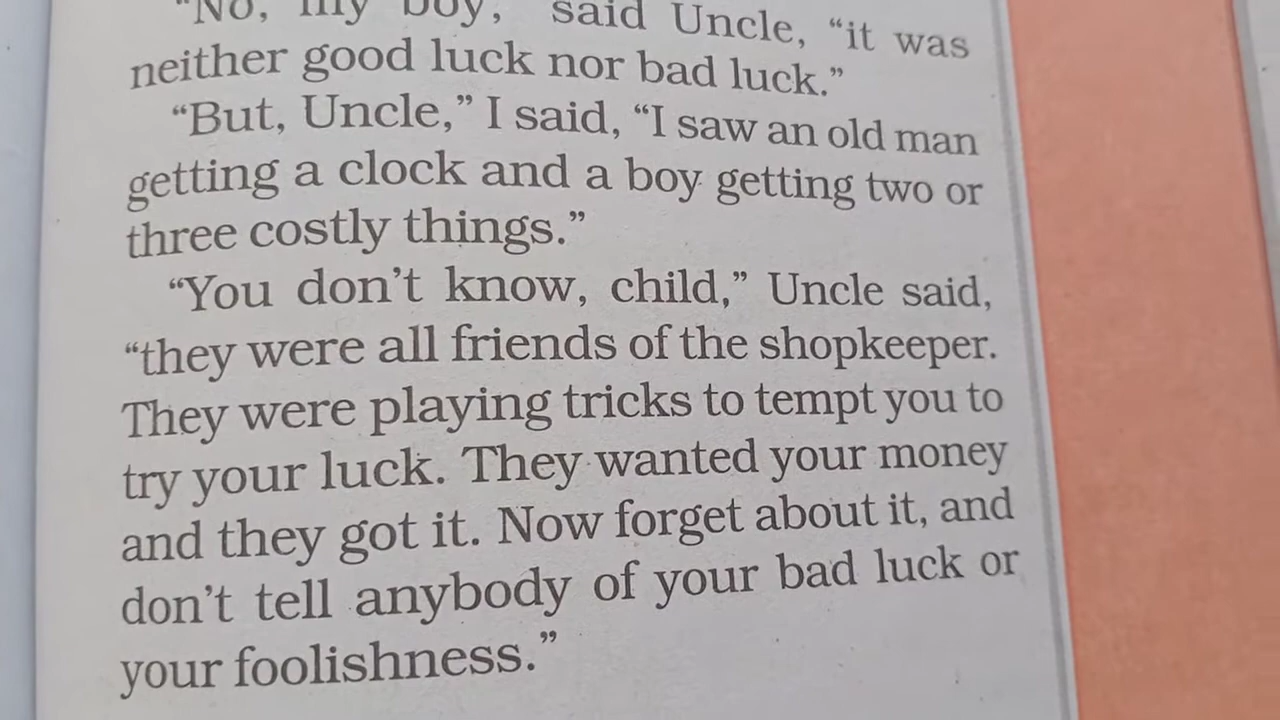 “No, my boy,” said Uncle, “it was
neither good luck nor bad luck.”
“But, Uncle,” I said, “I saw an old man
getting a clock and a boy getting two or
three costly things.”
“You don’t know, child,” Uncle said,
“they were all friends of the shopkeeper.
They were playing tricks to tempt you to
try your luck. They wanted your money
and they got it. Now forget about it, and
don’t tell anybody of your bad luck or
your foolishness.”